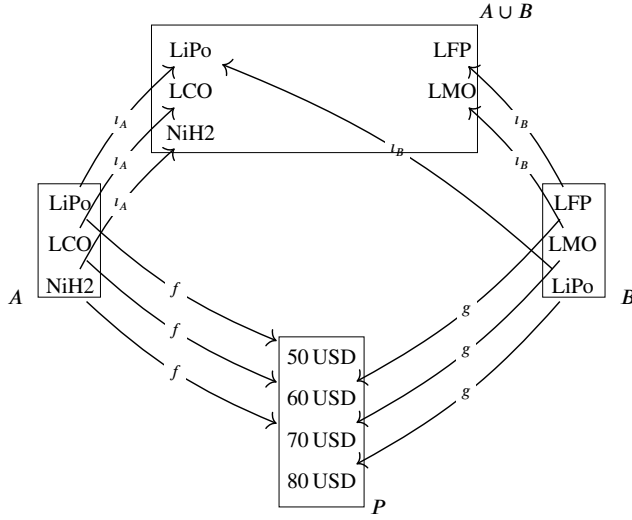 A ∪ B
LiPo LFP
LCO LMO
NiH2
ι_A ι_B
ι_A ι_B ι_B
ι_A
LiPo LFP
LCO LMO
NiH2 LiPo
A B
f g
f g
f g
50 USD
60 USD
70 USD
80 USD
P